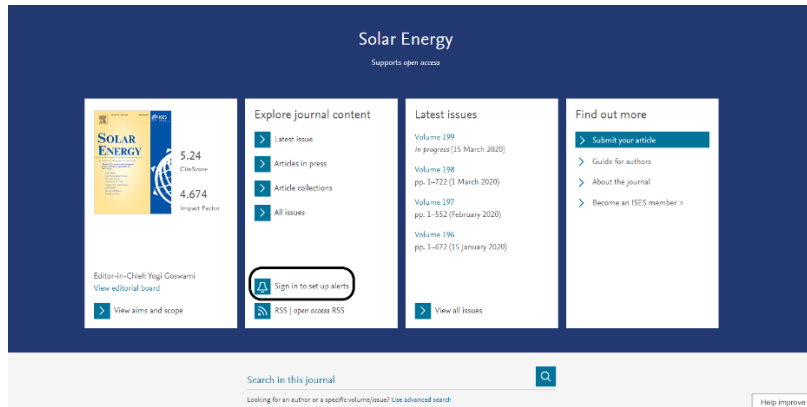 Solar Energy
Supports open access
ISES
SOLAR
ENERGY
5.24
CiteScore
4.674
Impact Factor
Editor-in-Chief: Yogi Goswami
View editorial board
View aims and scope
Explore journal content
Latest issue
Articles in press
Article collections
All issues
Sign in to set up alerts
RSS | open access RSS
Latest issues
Volume 199
In progress (15 March 2020)
Volume 198
pp. 1–722 (1 March 2020)
Volume 197
pp. 1–552 (February 2020)
Volume 196
pp. 1–672 (15 January 2020)
View all issues
Find out more
Submit your article
Guide for authors
About the journal
Become an ISES member
Search in this journal
Looking for an author or a specific volume/issue? Use advanced search
Help improve